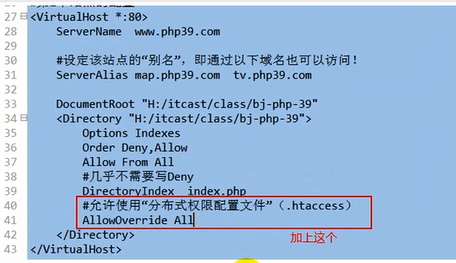 27 <VirtualHost *:80>
28 ServerName www.php39.com
29
30 #设定该站点的“别名”，即通过以下域名也可以访问！
31 ServerAlias map.php39.com tv.php39.com
32
33 DocumentRoot "H:/itcast/class/bj-php-39"
34 <Directory "H:/itcast/class/bj-php-39">
35 Options Indexes
36 Order Deny,Allow
37 Allow From All
38 #几乎不需要写Deny
39 DirectoryIndex index.php
40 #允许使用“分布式权限配置文件”（.htaccess）
41 AllowOverride All
42 </Directory>
加上这个
43 </VirtualHost>